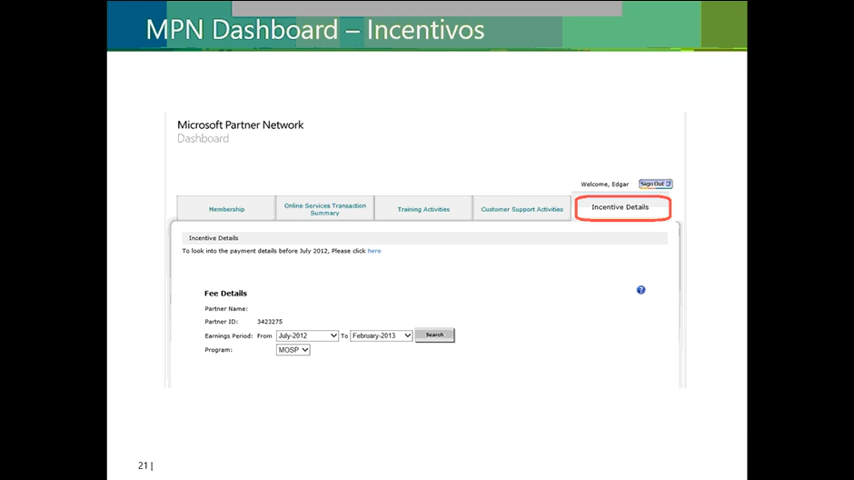 MPN Dashboard – Incentivos
Microsoft Partner Network
Dashboard
Welcome, Edgar Sign Out
Membership
Online Services Transaction
Summary
Training Activities
Customer Support Activities
Incentive Details
Incentive Details
To look into the payment details before July 2012, Please click here
Fee Details
?
Partner Name:
Partner ID: 3423275
Earnings Period: From July-2012 To February-2013 Search
Program: MOSP
21 |